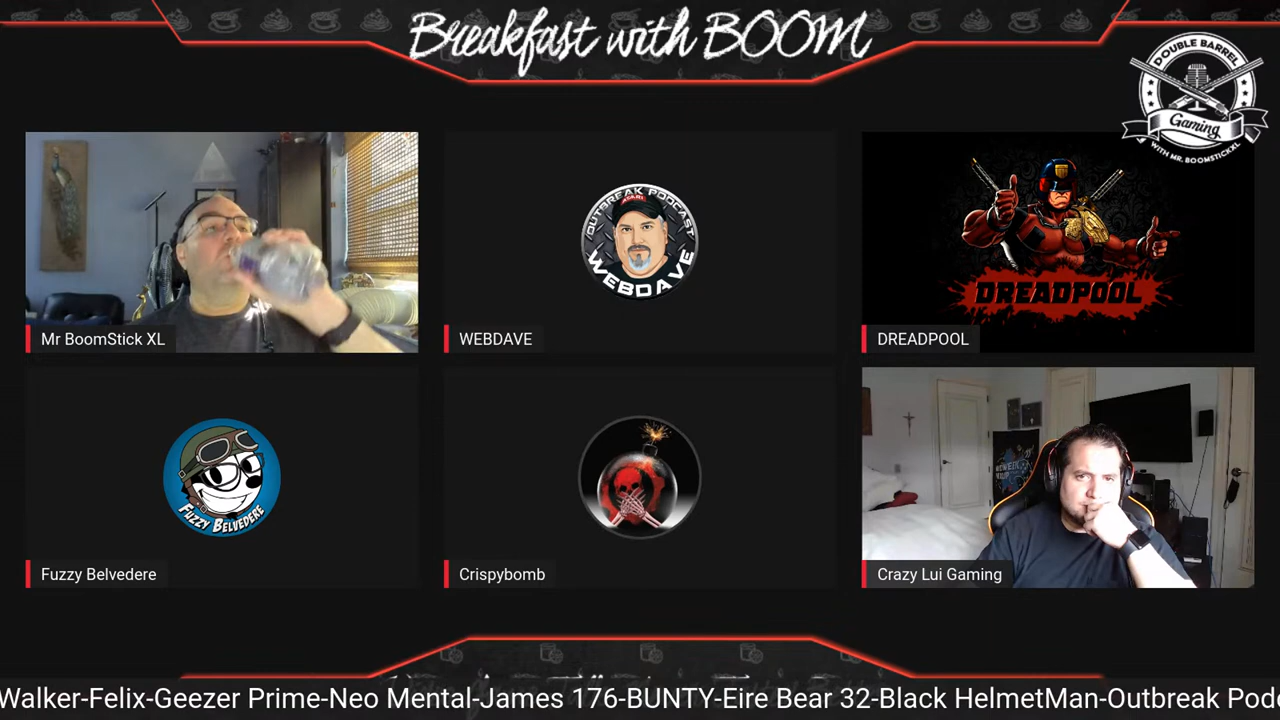 Breakfast with BOOM
DOUBLE BARREL
Gaming
WITH MR. BOOMSTICKXL
OUTBREAK PODCAST
ATARI
WEBDAVE
DREADPOOL
Mr BoomStick XL
WEBDAVE
DREADPOOL
FUZZY BELVEDERE
Fuzzy Belvedere
Crispybomb
Crazy Lui Gaming
Walker-Felix-Geezer Prime-Neo Mental-James 176-BUNTY-Eire Bear 32-Black HelmetMan-Outbreak Pod